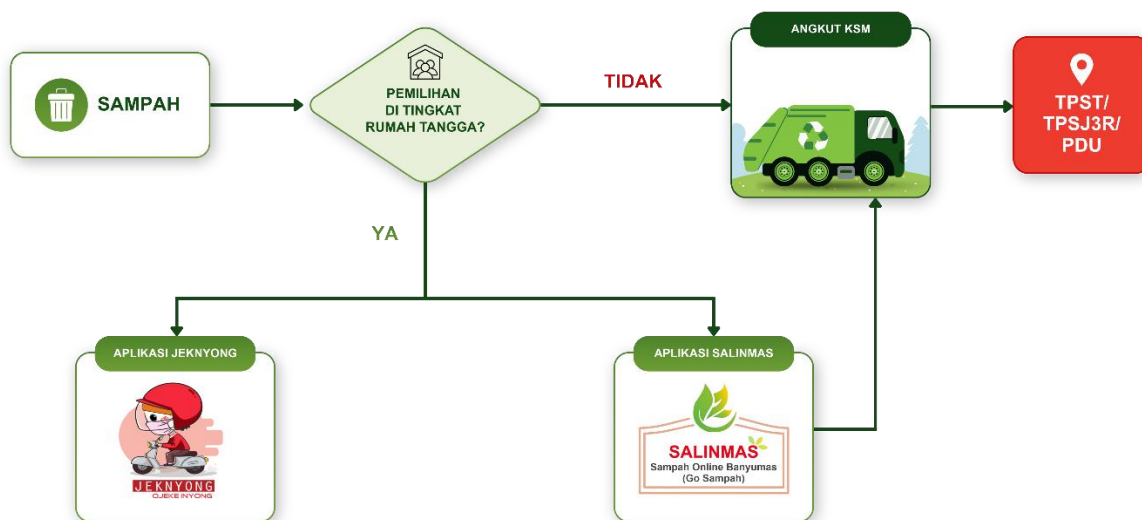 SAMPAH
PEMILIHAN
DI TINGKAT
RUMAH TANGGA?
TIDAK
ANGKUT KSM
TPST/
TPSJ3R/
PDU
YA
APLIKASI JEKNYONG
JEKNYONG
OJEKE INYONG
APLIKASI SALINMAS
SALINMAS
Sampah Online Banyumas
(Go Sampah)